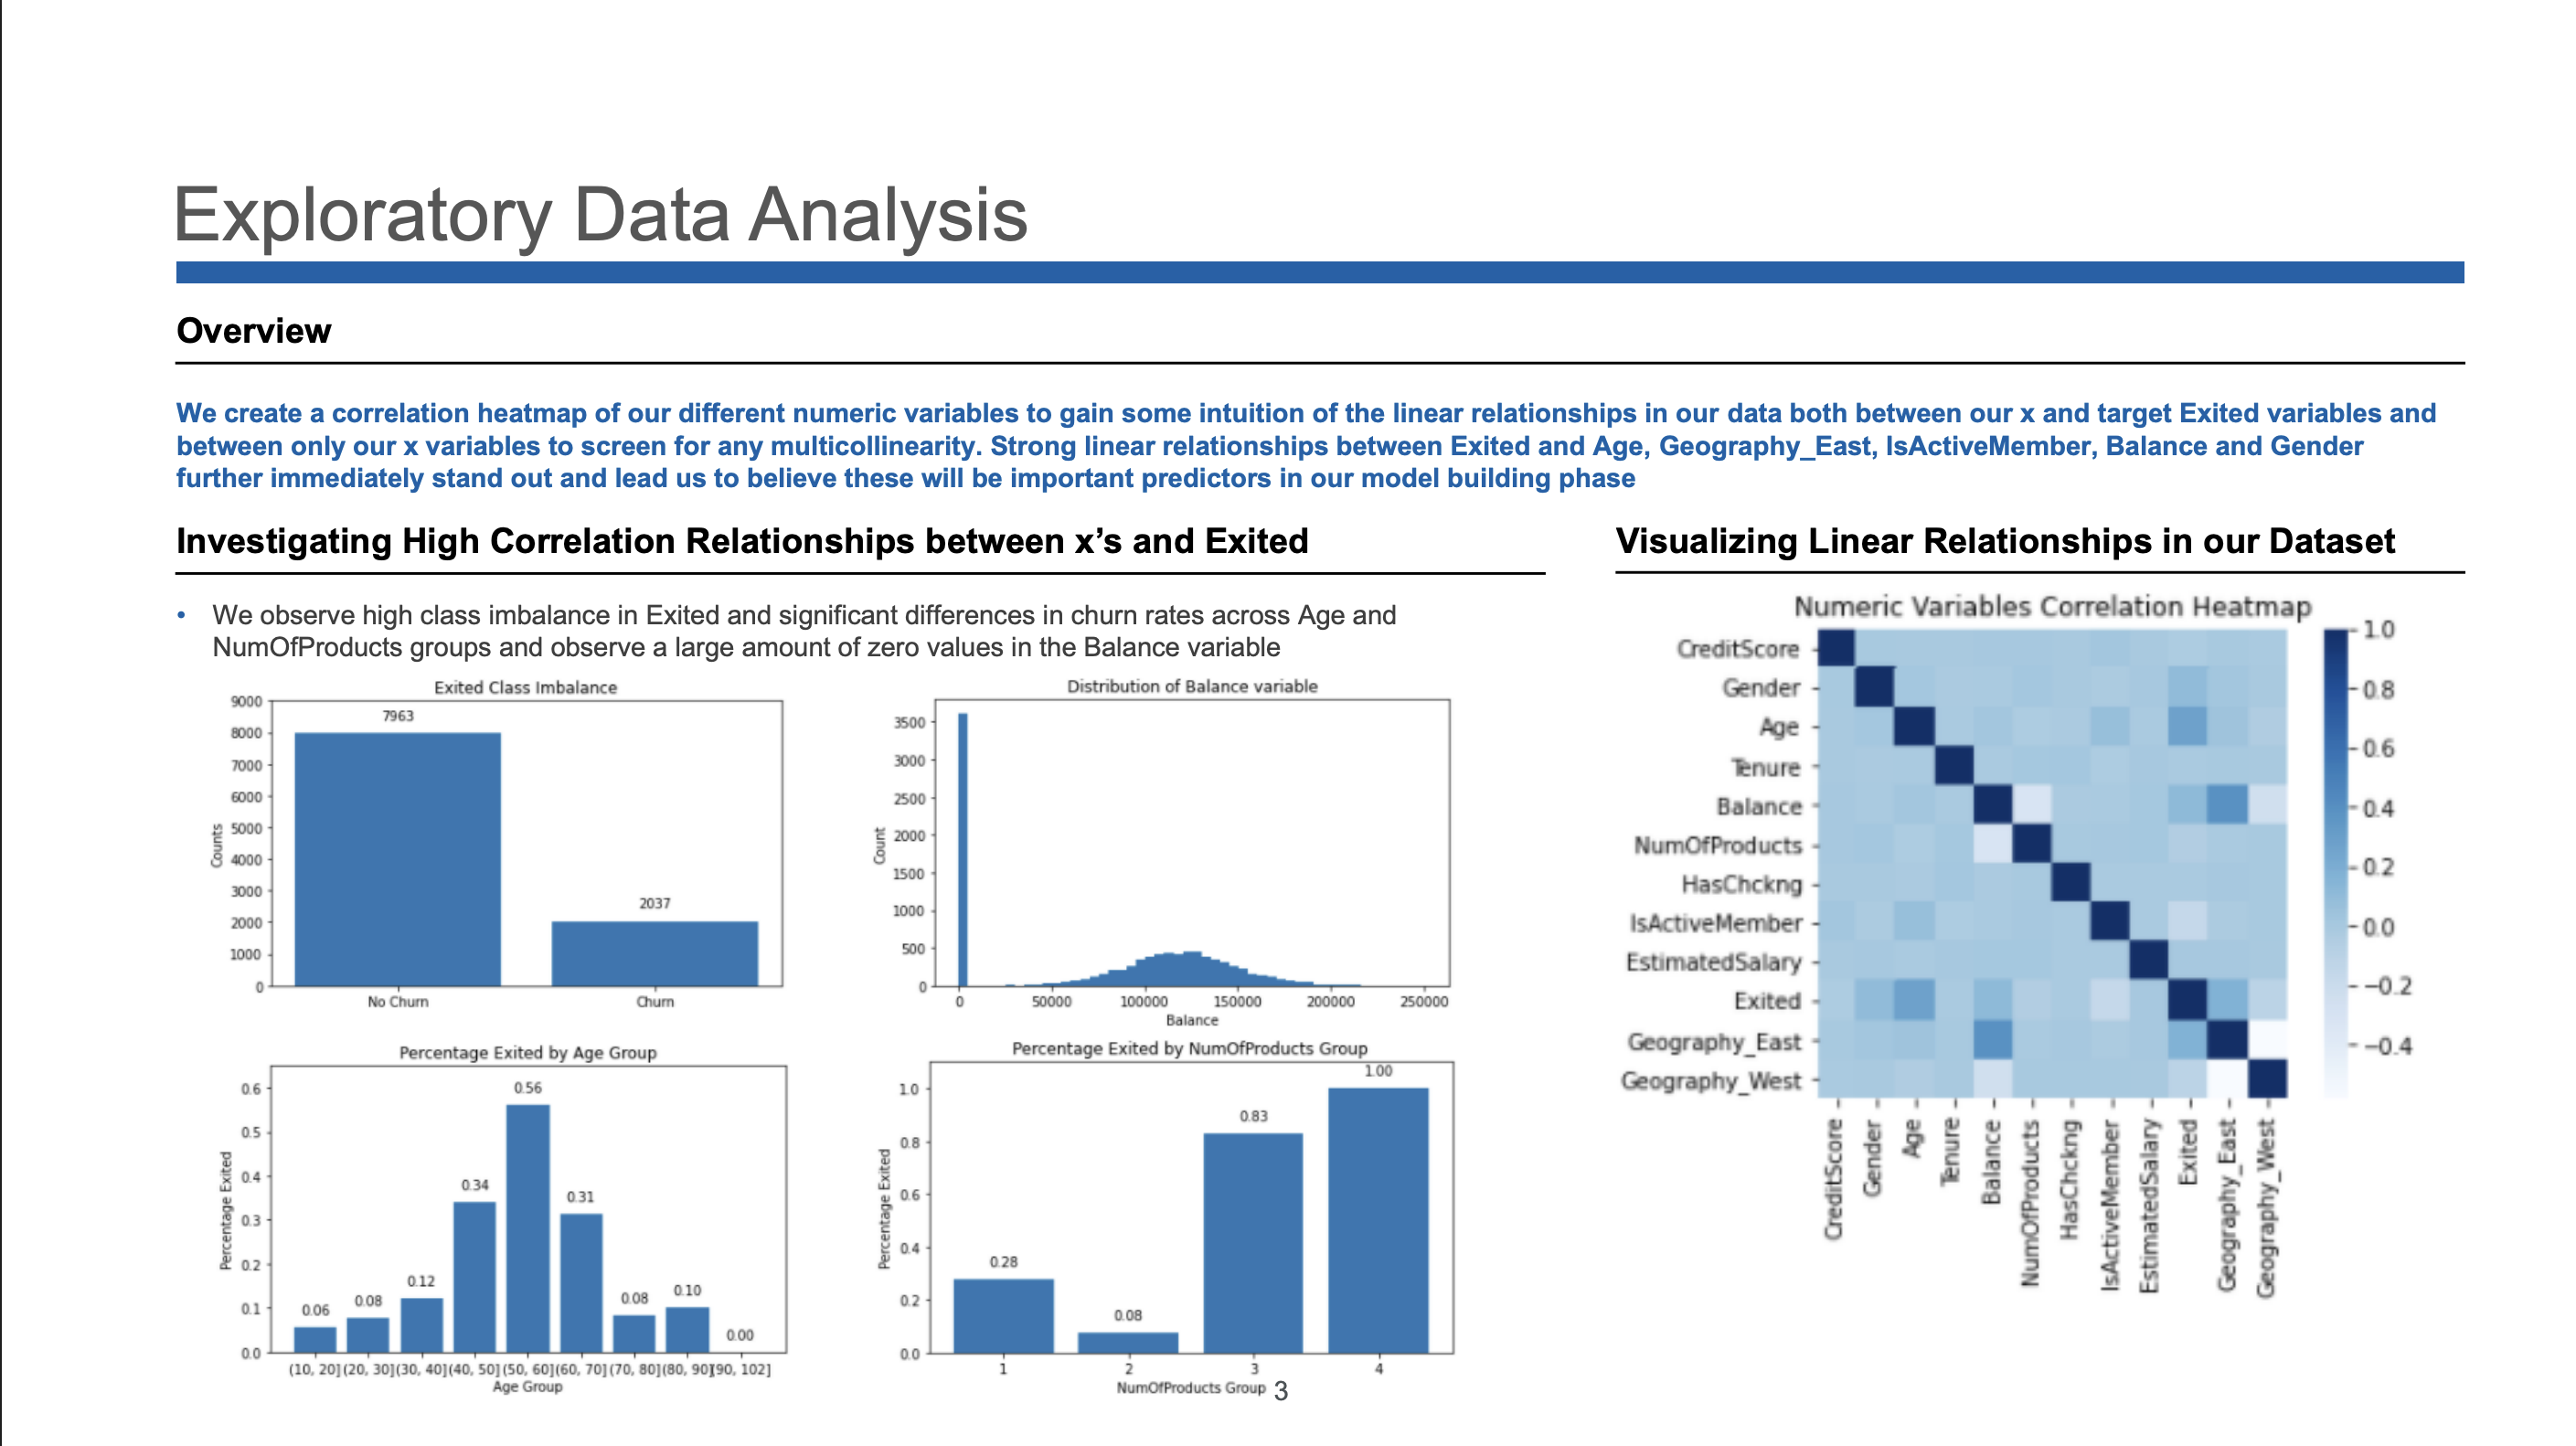 Exploratory Data Analysis
Overview
We create a correlation heatmap of our different numeric variables to gain some intuition of the linear relationships in our data both between our x and target Exited variables and
between only our x variables to screen for any multicollinearity. Strong linear relationships between Exited and Age, Geography_East, IsActiveMember, Balance and Gender
further immediately stand out and lead us to believe these will be important predictors in our model building phase
Investigating High Correlation Relationships between x’s and Exited
• We observe high class imbalance in Exited and significant differences in churn rates across Age and
NumOfProducts groups and observe a large amount of zero values in the Balance variable
Exited Class Imbalance
9000
8000
7000
6000
5000
4000
3000
2000
1000
0
Counts
7963
2037
No Churn
Churn
Distribution of Balance variable
3500
3000
2500
2000
1500
1000
500
0
Count
0
50000
100000
150000
200000
250000
Balance
Percentage Exited by Age Group
0.6
0.5
0.4
0.3
0.2
0.1
0.0
Percentage Exited
0.06
0.08
0.12
0.34
0.56
0.31
0.08
0.10
0.00
(10, 20]
(20, 30]
(30, 40]
(40, 50]
(50, 60]
(60, 70]
(70, 80]
(80, 90]
(90, 102]
Age Group
Percentage Exited by NumOfProducts Group
1.0
0.8
0.6
0.4
0.2
0.0
Percentage Exited
0.28
0.08
0.83
1.00
1
2
3
4
NumOfProducts Group
3
Visualizing Linear Relationships in our Dataset
Numeric Variables Correlation Heatmap
CreditScore
Gender
Age
Tenure
Balance
NumOfProducts
HasChckng
IsActiveMember
EstimatedSalary
Exited
Geography_East
Geography_West
CreditScore
Gender
Age
Tenure
Balance
NumOfProducts
HasChckng
IsActiveMember
EstimatedSalary
Exited
Geography_East
Geography_West
1.0
0.8
0.6
0.4
0.2
0.0
−0.2
−0.4